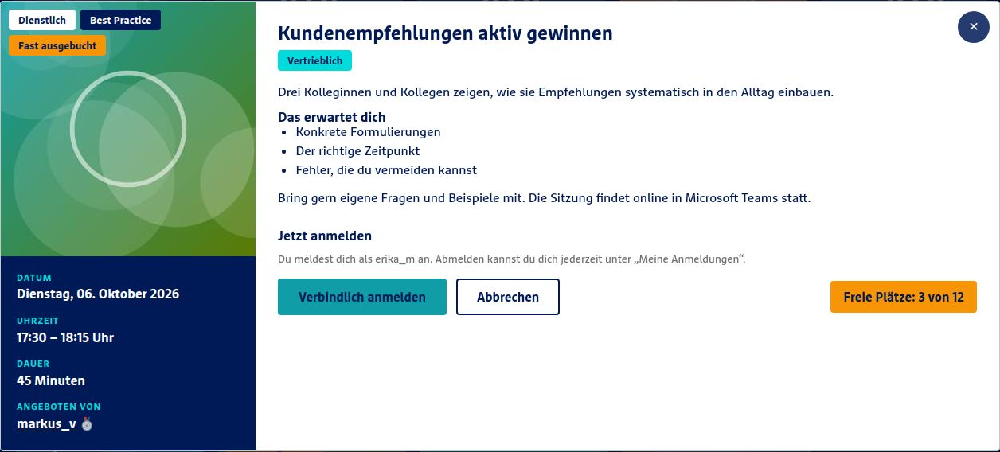 Dienstlich
Best Practice
Fast ausgebucht
DATUM
Dienstag, 06. Oktober 2026
UHRZEIT
17:30 – 18:15 Uhr
DAUER
45 Minuten
ANGEBOTEN VON
markus_v
Kundenempfehlungen aktiv gewinnen
Vertrieblich
Drei Kolleginnen und Kollegen zeigen, wie sie Empfehlungen systematisch in den Alltag einbauen.
Das erwartet dich
• Konkrete Formulierungen
• Der richtige Zeitpunkt
• Fehler, die du vermeiden kannst
Bring gern eigene Fragen und Beispiele mit. Die Sitzung findet online in Microsoft Teams statt.
Jetzt anmelden
Du meldest dich als erika_m an. Abmelden kannst du dich jederzeit unter „Meine Anmeldungen“.
Verbindlich anmelden
Abbrechen
Freie Plätze: 3 von 12